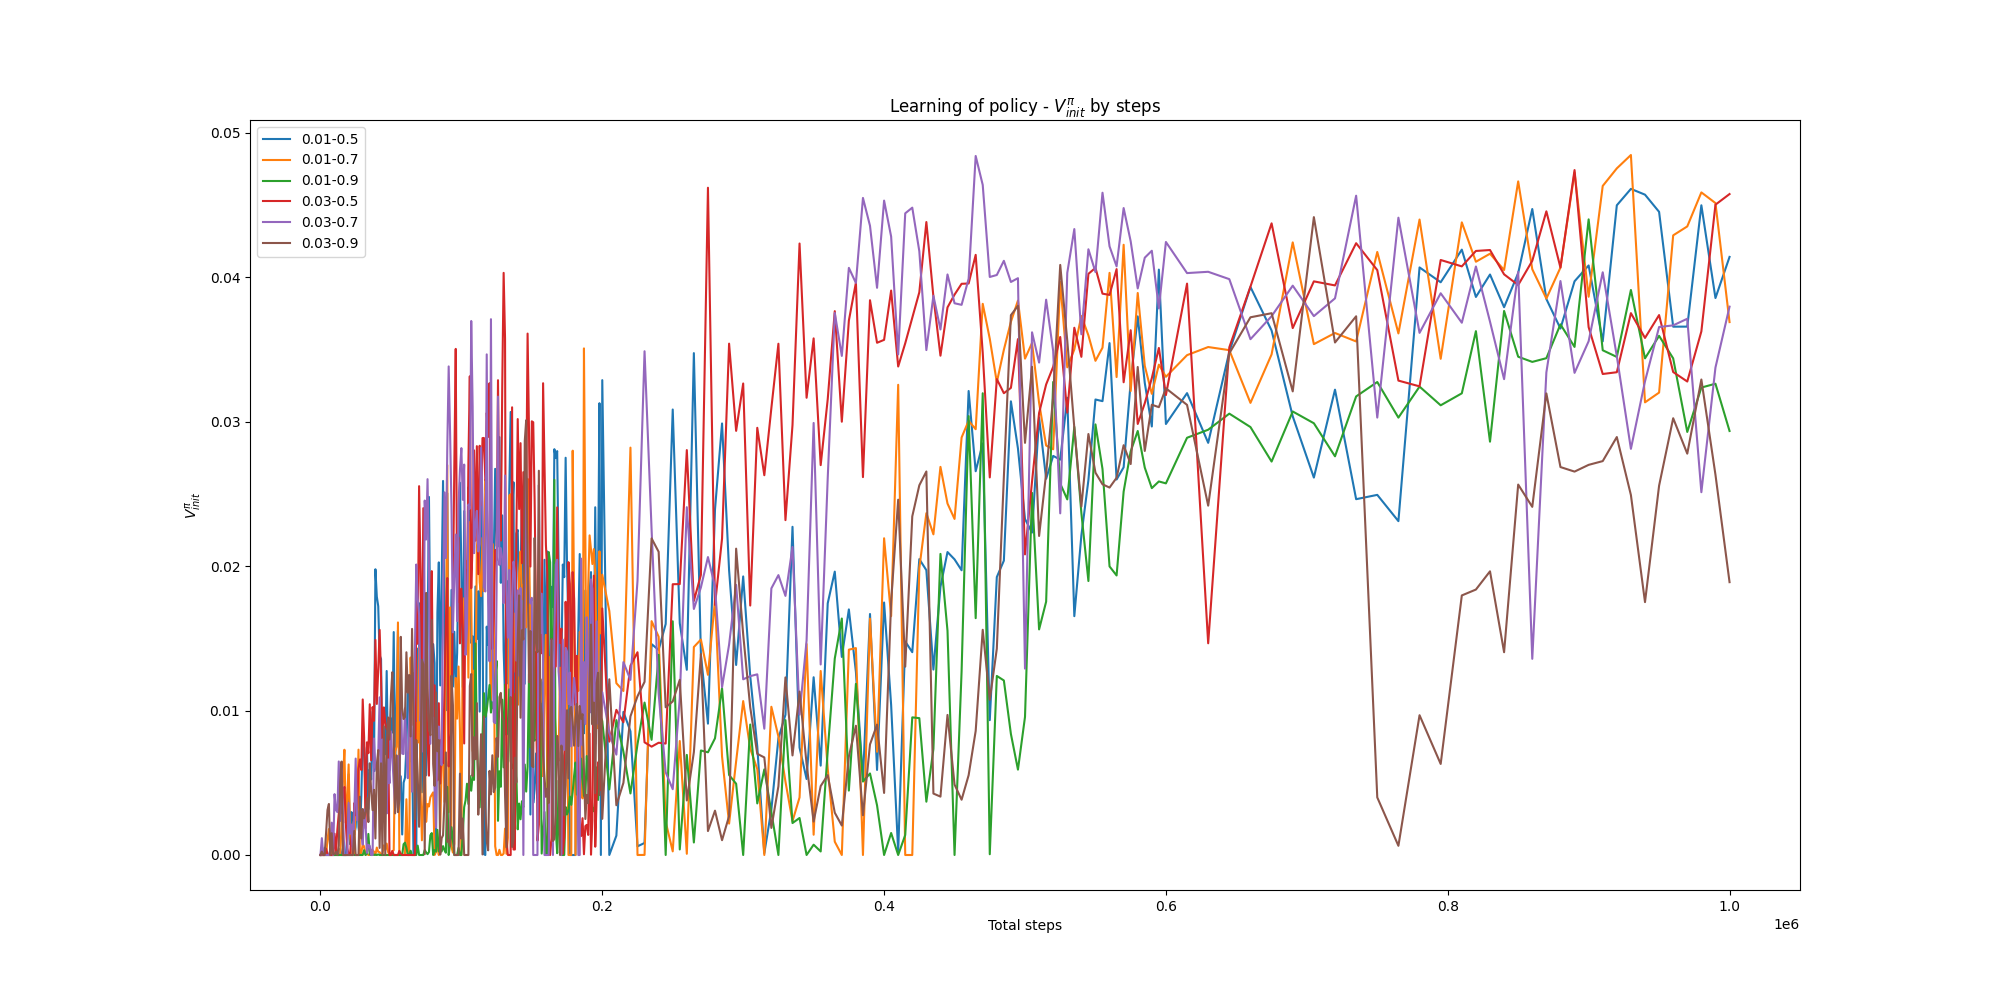 Learning of policy - $V_{init}^{\pi}$ by steps
0.05
0.04
0.03
0.02
0.01
0.00
$V_{init}^{\pi}$
0.01-0.5
0.01-0.7
0.01-0.9
0.03-0.5
0.03-0.7
0.03-0.9
0.0 0.2 0.4 0.6 0.8 1.0
1e6
Total steps